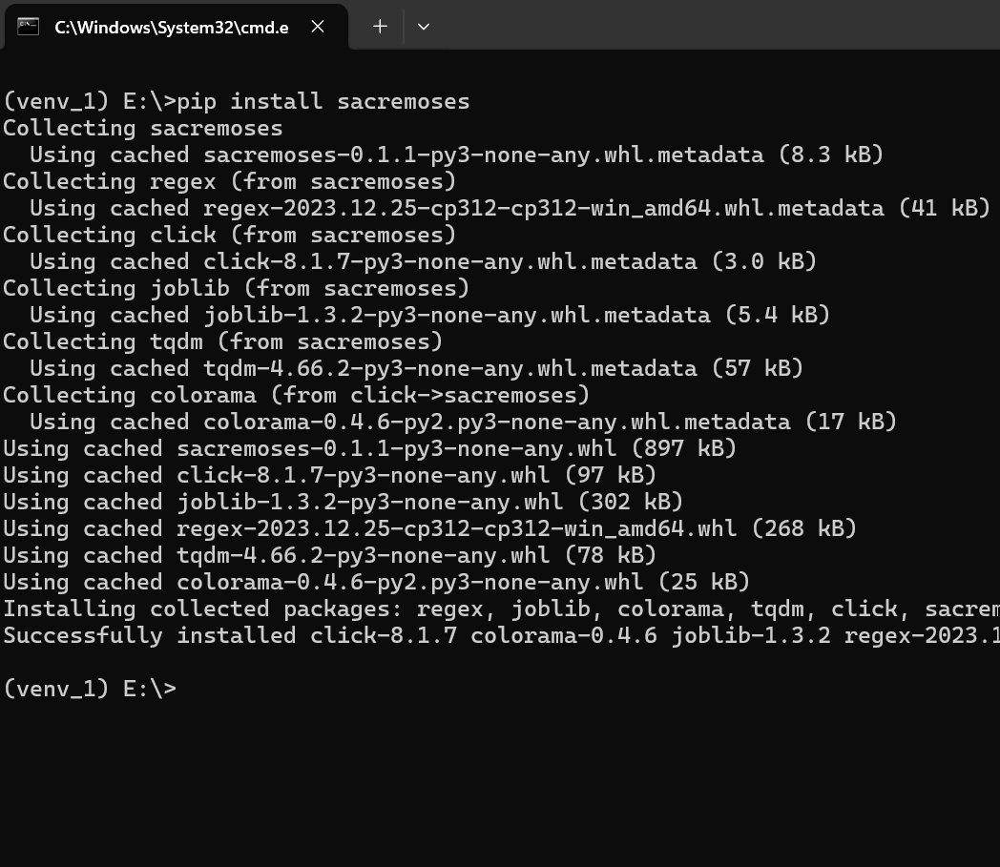 C:\Windows\System32\cmd.e
(venv_1) E:\>pip install sacremoses
Collecting sacremoses
  Using cached sacremoses-0.1.1-py3-none-any.whl.metadata (8.3 kB)
Collecting regex (from sacremoses)
  Using cached regex-2023.12.25-cp312-cp312-win_amd64.whl.metadata (41 kB)
Collecting click (from sacremoses)
  Using cached click-8.1.7-py3-none-any.whl.metadata (3.0 kB)
Collecting joblib (from sacremoses)
  Using cached joblib-1.3.2-py3-none-any.whl.metadata (5.4 kB)
Collecting tqdm (from sacremoses)
  Using cached tqdm-4.66.2-py3-none-any.whl.metadata (57 kB)
Collecting colorama (from click->sacremoses)
  Using cached colorama-0.4.6-py2.py3-none-any.whl.metadata (17 kB)
Using cached sacremoses-0.1.1-py3-none-any.whl (897 kB)
Using cached click-8.1.7-py3-none-any.whl (97 kB)
Using cached joblib-1.3.2-py3-none-any.whl (302 kB)
Using cached regex-2023.12.25-cp312-cp312-win_amd64.whl (268 kB)
Using cached tqdm-4.66.2-py3-none-any.whl (78 kB)
Using cached colorama-0.4.6-py2.py3-none-any.whl (25 kB)
Installing collected packages: regex, joblib, colorama, tqdm, click, sacrem
Successfully installed click-8.1.7 colorama-0.4.6 joblib-1.3.2 regex-2023.1
(venv_1) E:\>